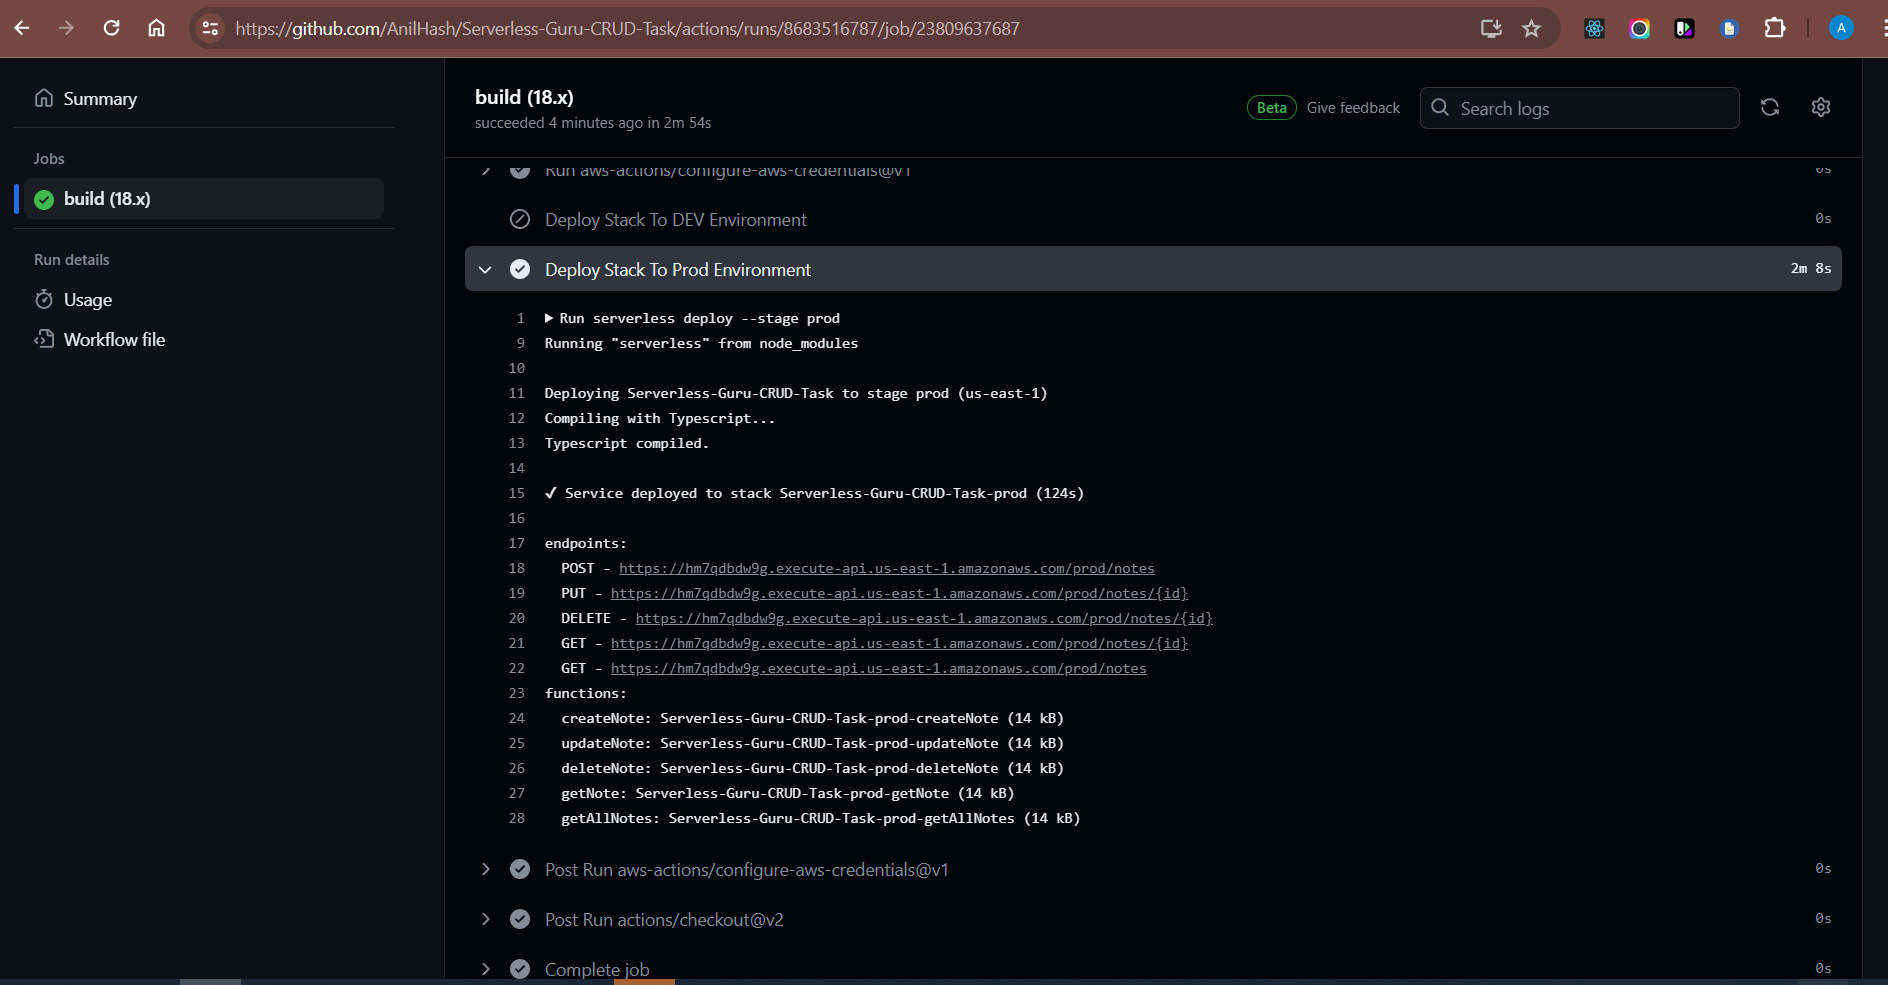 https://github.com/AnilHash/Serverless-Guru-CRUD-Task/actions/runs/8683516787/job/23809637687
A
Summary
Jobs
build (18.x)
Run details
Usage
Workflow file
build (18.x)
succeeded 4 minutes ago in 2m 54s
Beta
Give feedback
Search logs
Run aws-actions/configure-aws-credentials@v1
0s
Deploy Stack To DEV Environment
0s
Deploy Stack To Prod Environment
2m 8s
1 Run serverless deploy --stage prod
9 Running "serverless" from node_modules
10
11 Deploying Serverless-Guru-CRUD-Task to stage prod (us-east-1)
12 Compiling with Typescript...
13 Typescript compiled.
14
15 ✓ Service deployed to stack Serverless-Guru-CRUD-Task-prod (124s)
16
17 endpoints:
18 POST - https://hm7qdbdw9g.execute-api.us-east-1.amazonaws.com/prod/notes
19 PUT - https://hm7qdbdw9g.execute-api.us-east-1.amazonaws.com/prod/notes/{id}
20 DELETE - https://hm7qdbdw9g.execute-api.us-east-1.amazonaws.com/prod/notes/{id}
21 GET - https://hm7qdbdw9g.execute-api.us-east-1.amazonaws.com/prod/notes/{id}
22 GET - https://hm7qdbdw9g.execute-api.us-east-1.amazonaws.com/prod/notes
23 functions:
24 createNote: Serverless-Guru-CRUD-Task-prod-createNote (14 kB)
25 updateNote: Serverless-Guru-CRUD-Task-prod-updateNote (14 kB)
26 deleteNote: Serverless-Guru-CRUD-Task-prod-deleteNote (14 kB)
27 getNote: Serverless-Guru-CRUD-Task-prod-getNote (14 kB)
28 getAllNotes: Serverless-Guru-CRUD-Task-prod-getAllNotes (14 kB)
Post Run aws-actions/configure-aws-credentials@v1
0s
Post Run actions/checkout@v2
0s
Complete job
0s